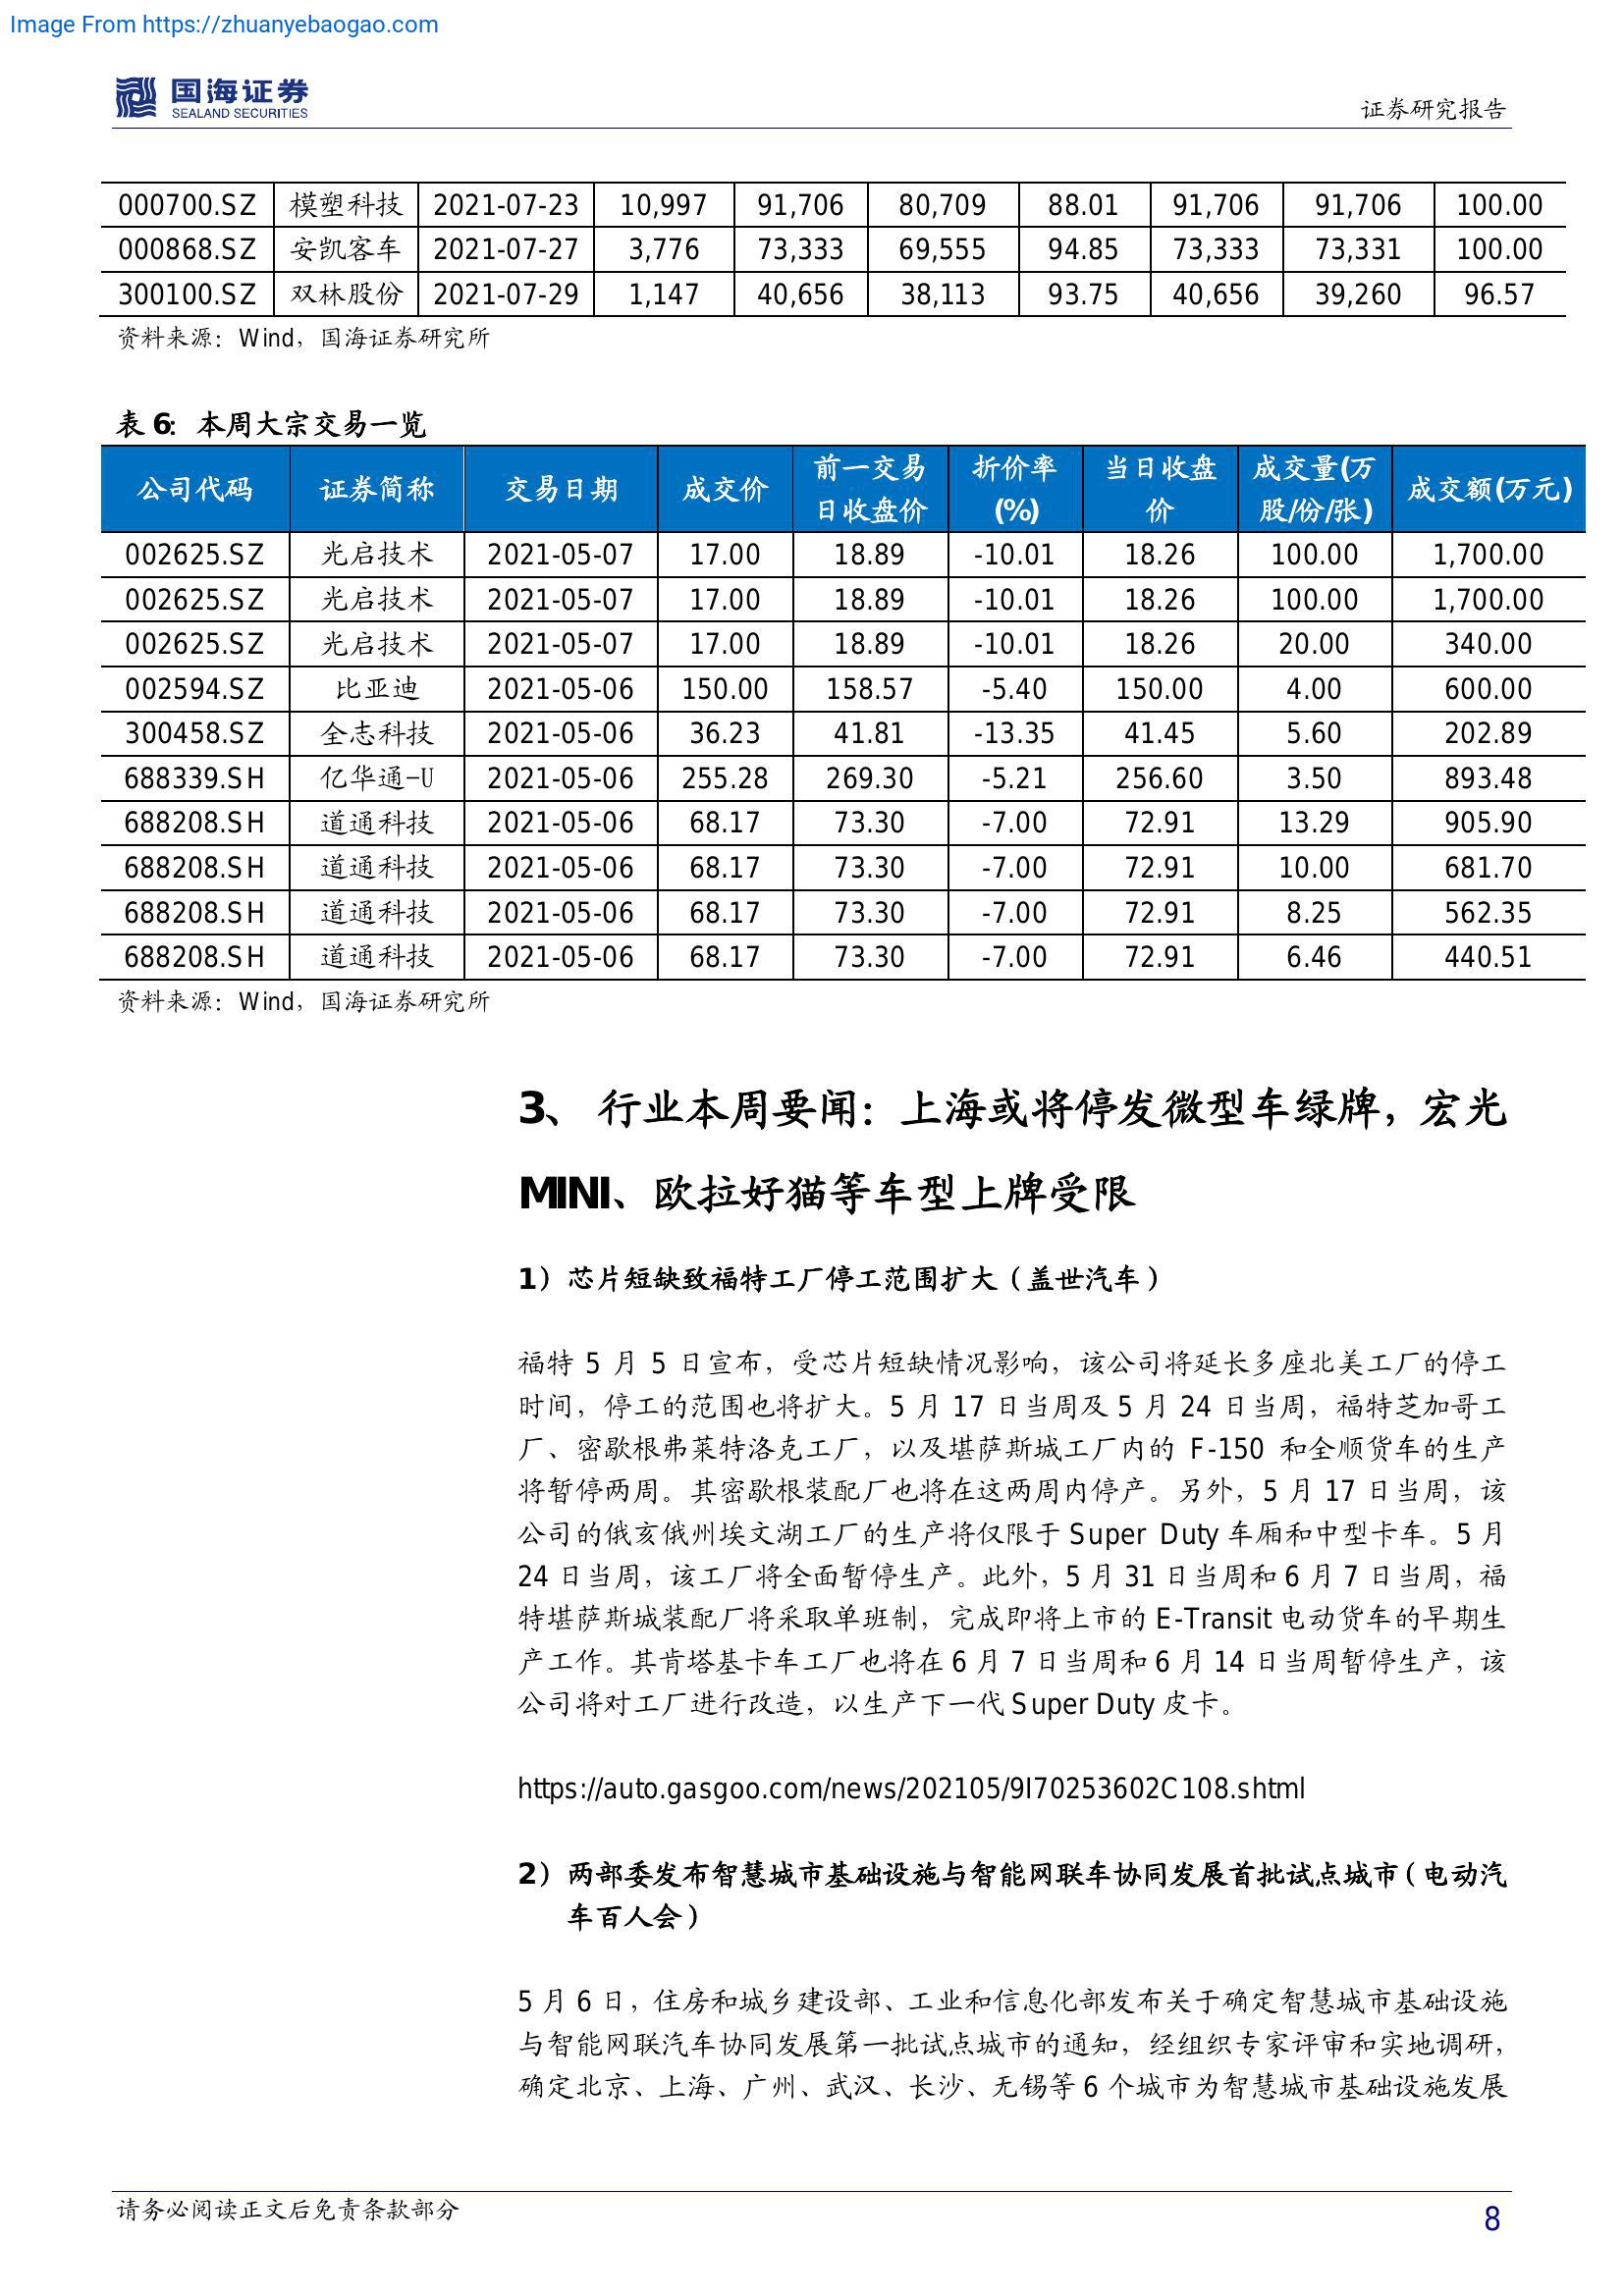 Image From https://zhuanyebaogao.com
国海证券
SEALAND SECURITIES
证券研究报告
000700.SZ 模塑科技 2021-07-23 10,997 91,706 80,709 88.01 91,706 91,706 100.00
000868.SZ 安凯客车 2021-07-27 3,776 73,333 69,555 94.85 73,333 73,331 100.00
300100.SZ 双林股份 2021-07-29 1,147 40,656 38,113 93.75 40,656 39,260 96.57
资料来源：Wind，国海证券研究所
表 6：本周大宗交易一览
公司代码 证券简称 交易日期 成交价 前一交易日收盘价 折价率(%) 当日收盘价 成交量(万股/份/张) 成交额(万元)
002625.SZ 光启技术 2021-05-07 17.00 18.89 -10.01 18.26 100.00 1,700.00
002625.SZ 光启技术 2021-05-07 17.00 18.89 -10.01 18.26 100.00 1,700.00
002625.SZ 光启技术 2021-05-07 17.00 18.89 -10.01 18.26 20.00 340.00
002594.SZ 比亚迪 2021-05-06 150.00 158.57 -5.40 150.00 4.00 600.00
300458.SZ 全志科技 2021-05-06 36.23 41.81 -13.35 41.45 5.60 202.89
688339.SH 亿华通-U 2021-05-06 255.28 269.30 -5.21 256.60 3.50 893.48
688208.SH 道通科技 2021-05-06 68.17 73.30 -7.00 72.91 13.29 905.90
688208.SH 道通科技 2021-05-06 68.17 73.30 -7.00 72.91 10.00 681.70
688208.SH 道通科技 2021-05-06 68.17 73.30 -7.00 72.91 8.25 562.35
688208.SH 道通科技 2021-05-06 68.17 73.30 -7.00 72.91 6.46 440.51
资料来源：Wind，国海证券研究所
3、 行业本周要闻：上海或将停发微型车绿牌，宏光
MINI、欧拉好猫等车型上牌受限
1）芯片短缺致福特工厂停工范围扩大（盖世汽车）
福特 5 月 5 日宣布，受芯片短缺情况影响，该公司将延长多座北美工厂的停工
时间，停工的范围也将扩大。5 月 17 日当周及 5 月 24 日当周，福特芝加哥工
厂、密歇根弗莱特洛克工厂，以及堪萨斯城工厂内的 F-150 和全顺货车的生产
将暂停两周。其密歇根装配厂也将在这两周内停产。另外，5 月 17 日当周，该
公司的俄亥俄州埃文湖工厂的生产将仅限于 Super Duty 车厢和中型卡车。5 月
24 日当周，该工厂将全面暂停生产。此外，5 月 31 日当周和 6 月 7 日当周，福
特堪萨斯城装配厂将采取单班制，完成即将上市的 E-Transit 电动货车的早期生
产工作。其肯塔基卡车工厂也将在 6 月 7 日当周和 6 月 14 日当周暂停生产，该
公司将对工厂进行改造，以生产下一代 Super Duty 皮卡。
https://auto.gasgoo.com/news/202105/9I70253602C108.shtml
2）两部委发布智慧城市基础设施与智能网联车协同发展首批试点城市（电动汽
车百人会）
5 月 6 日，住房和城乡建设部、工业和信息化部发布关于确定智慧城市基础设施
与智能网联汽车协同发展第一批试点城市的通知，经组织专家评审和实地调研，
确定北京、上海、广州、武汉、长沙、无锡等 6 个城市为智慧城市基础设施发展
请务必阅读正文后免责条款部分
8